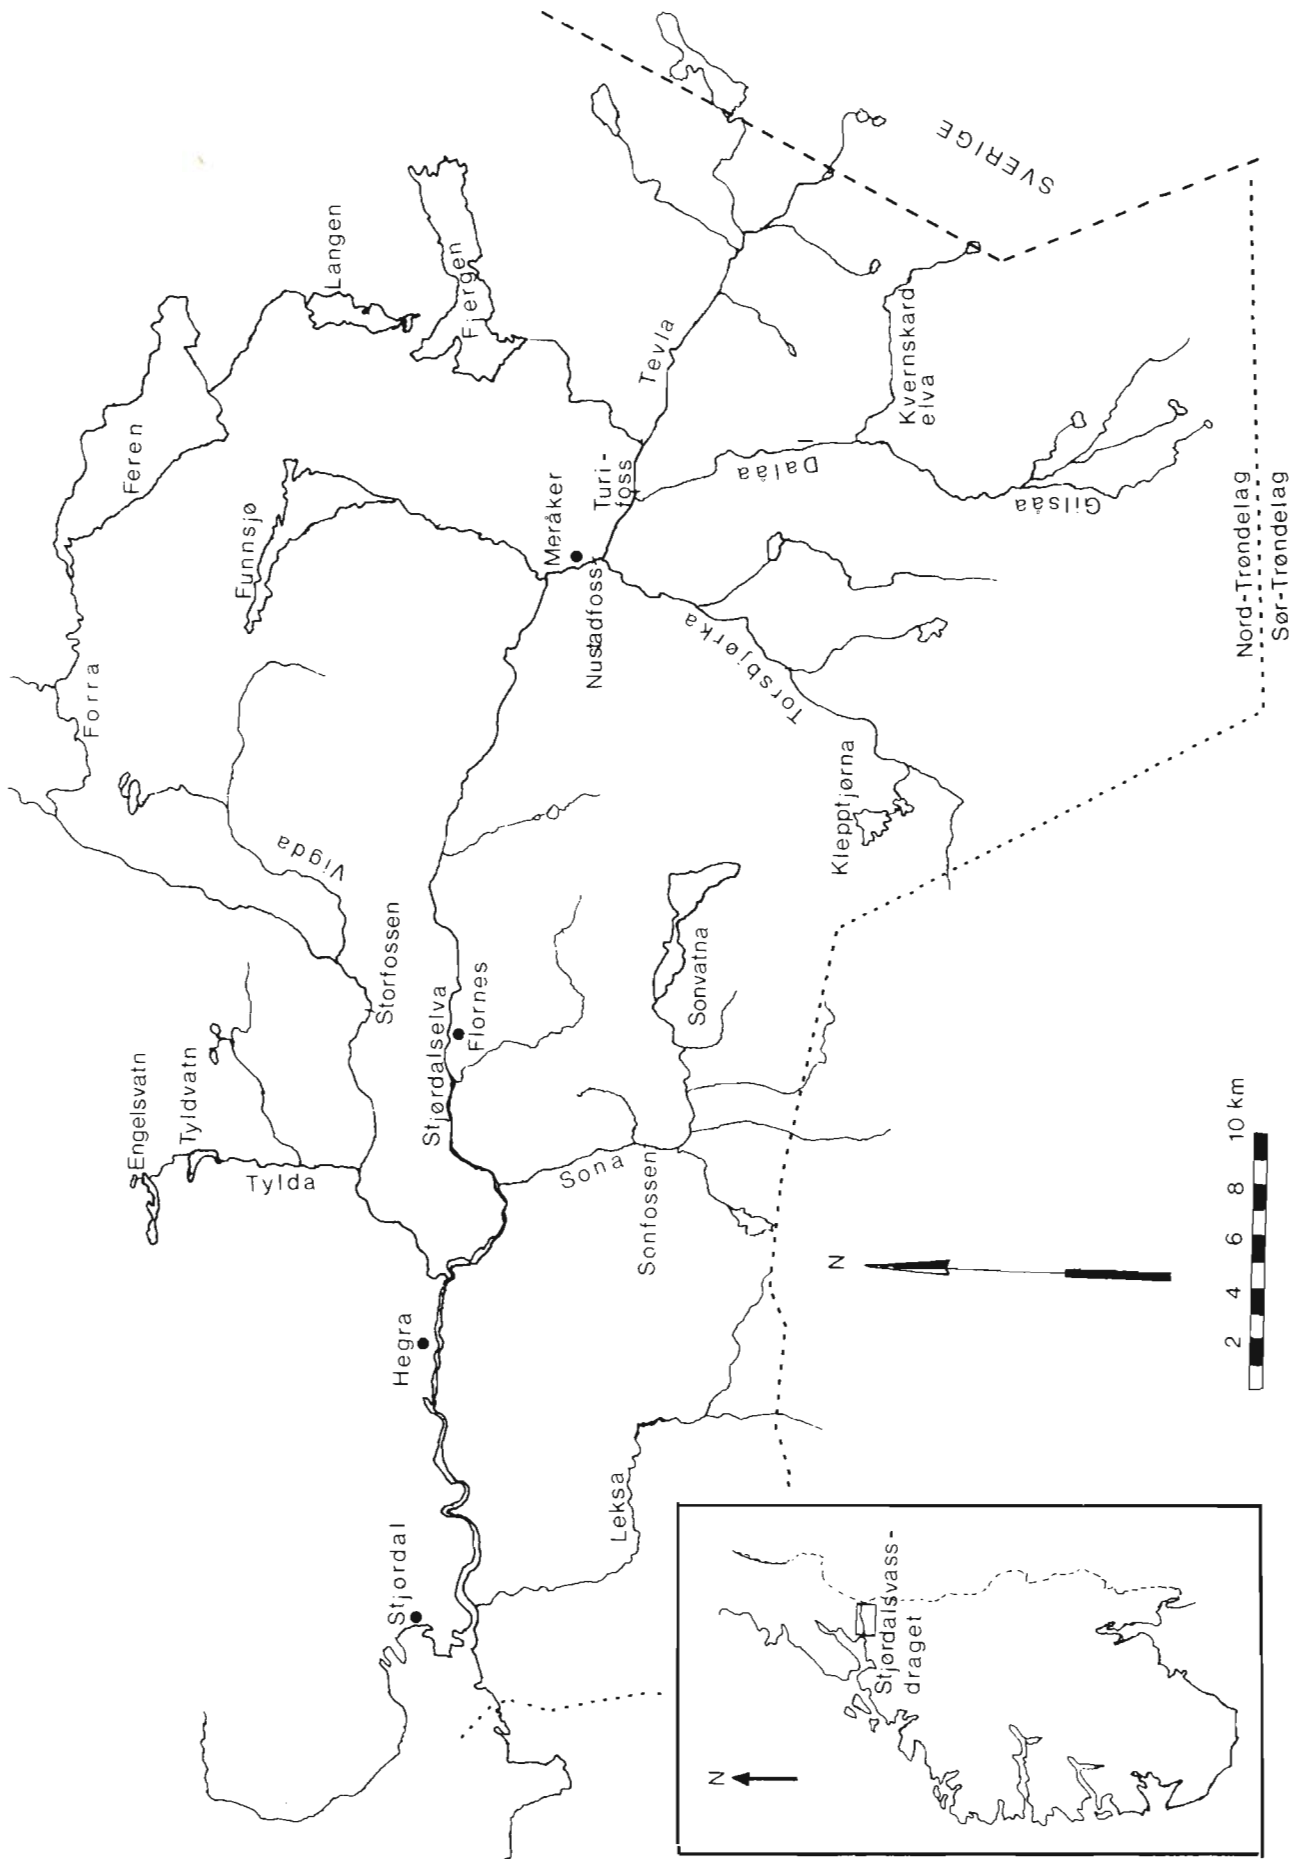 SVERIGE
Langen
Fjergen
Feren
Funnsjø
Forra
Tevla
Kvernskard
elva
Turi-
foss
Dalåa
Gilsåa
Meråker
Nustadfoss
Torsbjørka
Klepptjørna
Nord-Trøndelag
Sør-Trøndelag
Vigda
Storfossen
Stjørdalselva
Flornes
Sonvatna
Engelsvatn
Tyldvatn
Tylda
Sona
Sonfossen
Hegra
N
2 4 6 8 10 km
Leksa
Stjørdal
N
Stjørdalsvass-
draget